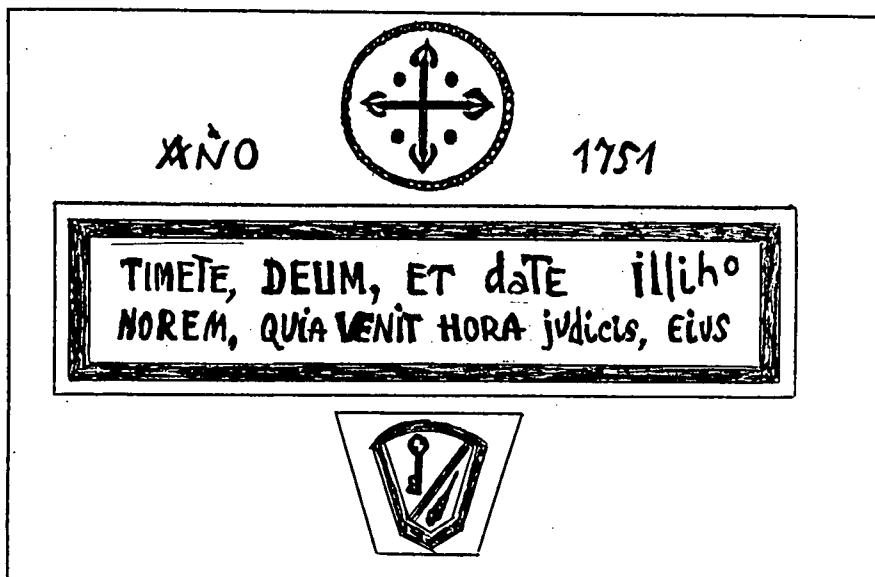 AÑO 1751
TIMETE, DEUM, ET daTE illihº
NOREM, QUiA VENIT HORA judicis, EiUS